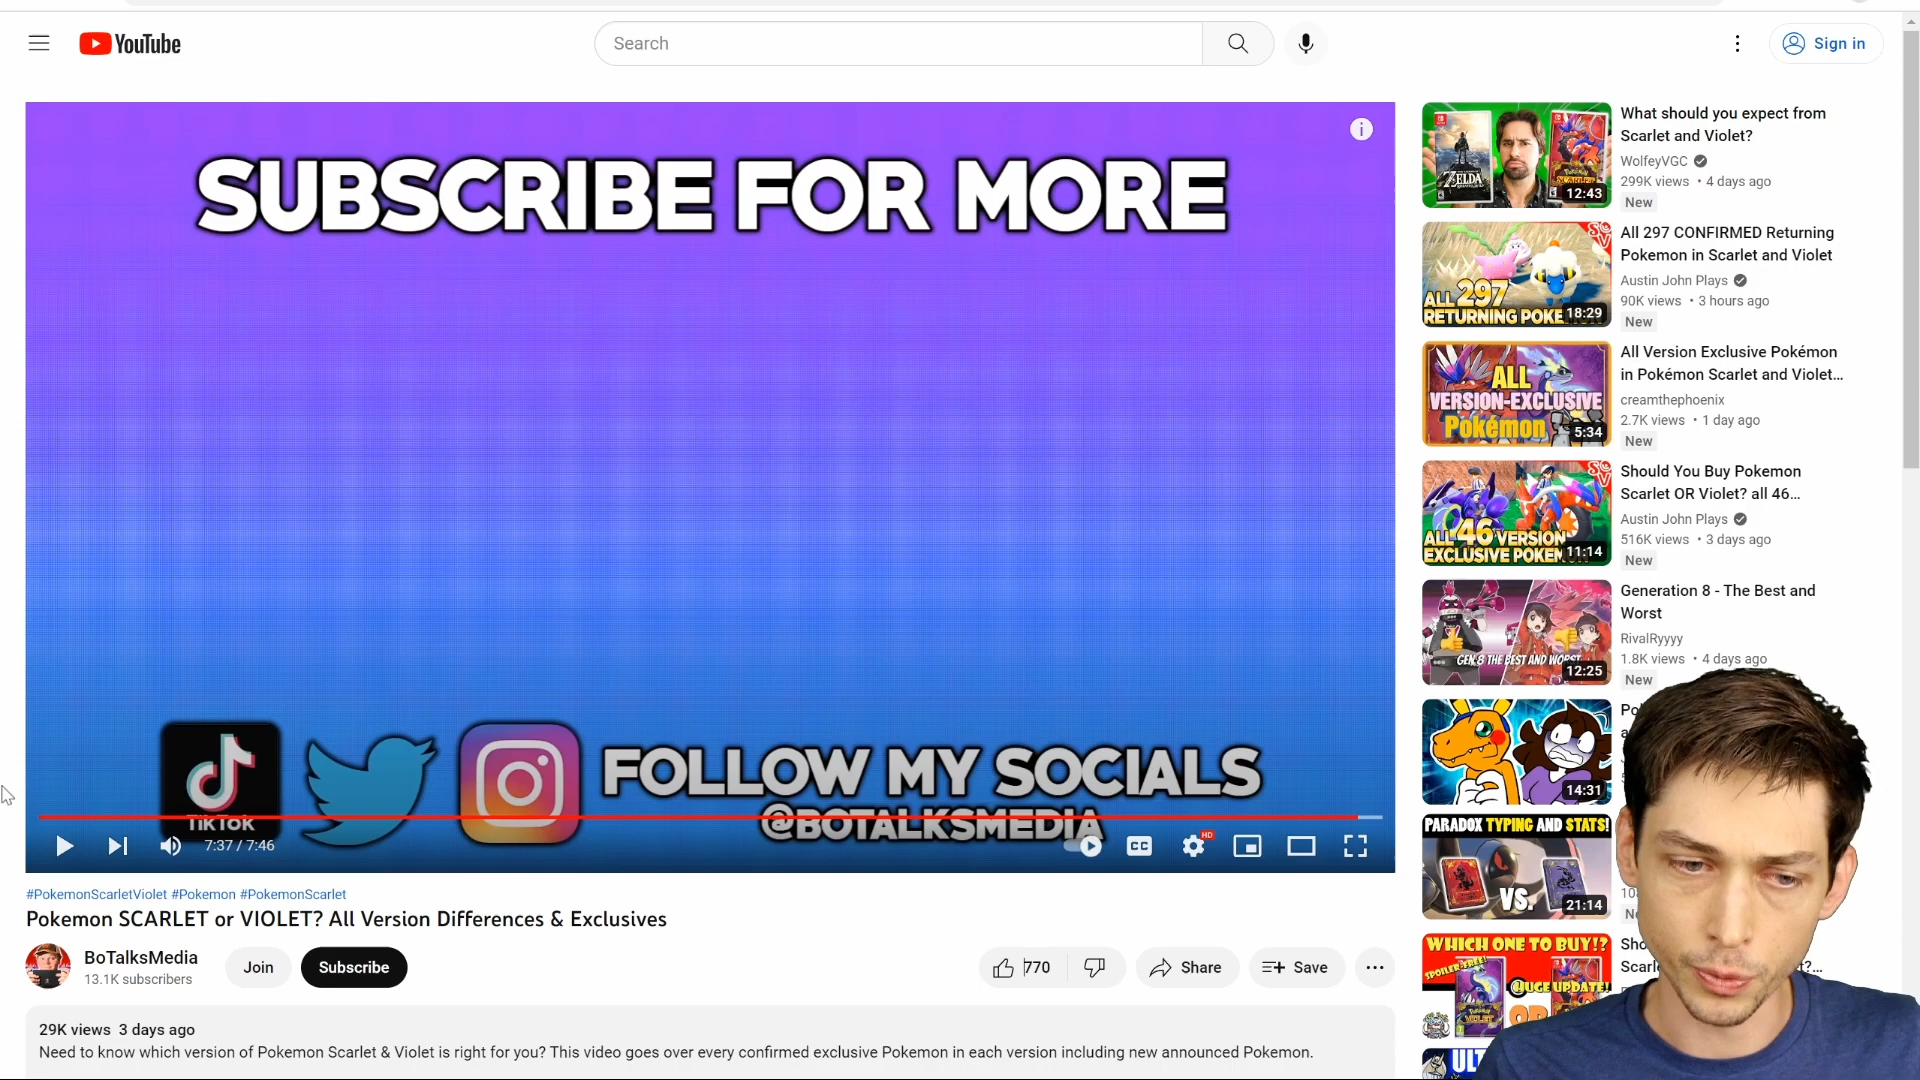 YouTube
Search
Sign in
SUBSCRIBE FOR MORE
TikTok
FOLLOW MY SOCIALS
@BOTALKSMEDIA
7:37 / 7:46
CC
HD
#PokemonScarletViolet #Pokemon #PokemonScarlet
Pokemon SCARLET or VIOLET? All Version Differences & Exclusives
BoTalksMedia
13.1K subscribers
Join
Subscribe
770
Share
Save
29K views 3 days ago
Need to know which version of Pokemon Scarlet & Violet is right for you? This video goes over every confirmed exclusive Pokemon in each version including new announced Pokemon.
ZELDA
12:43
What should you expect from
Scarlet and Violet?
WolfeyVGC
299K views • 4 days ago
New
ALL 297
RETURNING
18:29
All 297 CONFIRMED Returning
Pokemon in Scarlet and Violet
Austin John Plays
90K views • 3 hours ago
New
ALL
VERSION-EXCLUSIVE
Pokémon
5:34
All Version Exclusive Pokémon
in Pokémon Scarlet and Violet...
creamthephoenix
2.7K views • 1 day ago
New
ALL 46 VERSION
EXCLUSIVE
11:14
Should You Buy Pokemon
Scarlet OR Violet? all 46...
Austin John Plays
516K views • 3 days ago
New
GEN 8 THE BEST AND WORST
12:25
Generation 8 - The Best and
Worst
RivalRyyyy
1.8K views • 4 days ago
New
14:31
PARADOX TYPING AND STATS!
VS.
21:14
WHICH ONE TO BUY!?
SPOILER-FREE!
HUGE UPDATE!
OR